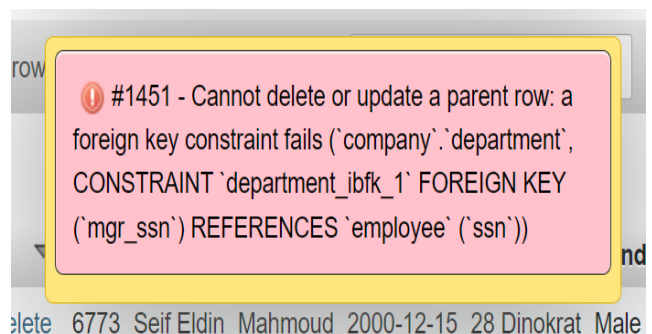 row
#1451 - Cannot delete or update a parent row: a
foreign key constraint fails (`company`.`department`,
CONSTRAINT `department_ibfk_1` FOREIGN KEY
(`mgr_ssn`) REFERENCES `employee` (`ssn`))
nd
elete 6773 Seif Eldin Mahmoud 2000-12-15 28 Dinokrat Male